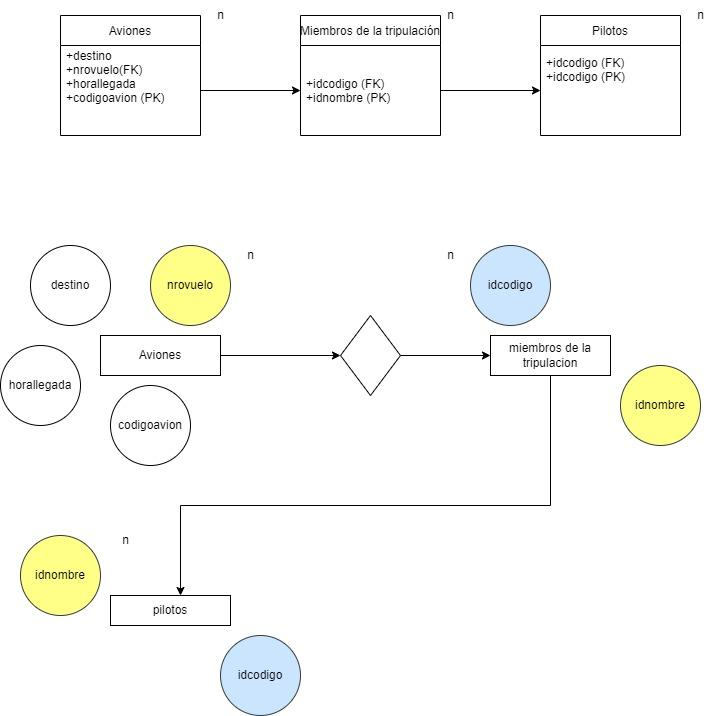 Aviones
n
+destino
+nrovuelo(FK)
+horallegada
+codigoavion (PK)
Miembros de la tripulación
n
+idcodigo (FK)
+idnombre (PK)
Pilotos
n
+idcodigo (FK)
+idcodigo (PK)
destino
nrovuelo
n
n
idcodigo
Aviones
miembros de la
tripulacion
horallegada
codigoavion
idnombre
n
idnombre
pilotos
idcodigo